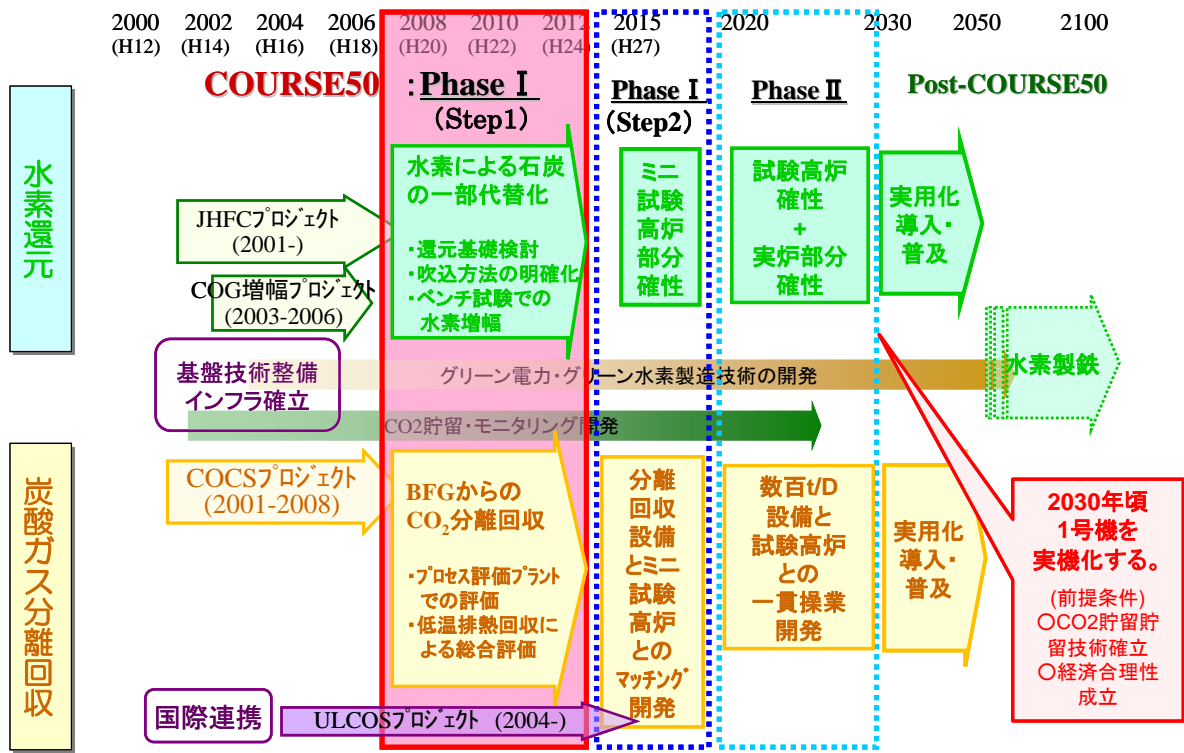 2000 2002 2004 2006 2008 2010 2012 2015 2020 2030 2050 2100
(H12) (H14) (H16) (H18) (H20) (H22) (H24) (H27)
COURSE50 :Phase Ⅰ
(Step1)
Phase Ⅰ
(Step2)
Phase Ⅱ
Post-COURSE50
水素還元
JHFCプロジェクト
(2001-)
COG増幅プロジェクト
(2003-2006)
水素による石炭
の一部代替化
・還元基礎検討
・吹込方法の明確化
・ベンチ試験での
水素増幅
ミニ
試験
高炉
部分
確性
試験高炉
確性
+
実炉部分
確性
実用化
導入・
普及
水素製鉄
基盤技術整備
インフラ確立
グリーン電力・グリーン水素製造技術の開発
CO2貯留・モニタリング開発
炭酸ガス分離回収
COCSプロジェクト
(2001-2008)
BFGからの
CO2分離回収
・プロセス評価プラント
での評価
・低温排熱回収に
よる総合評価
分離
回収
設備
とミニ
試験
高炉
との
マッチング
開発
数百t/D
設備と
試験高炉
との
一貫操業
開発
実用化
導入・
普及
2030年頃
1号機を
実機化する。
(前提条件)
○CO2貯留貯
留技術確立
○経済合理性
成立
国際連携
ULCOSプロジェクト (2004-)